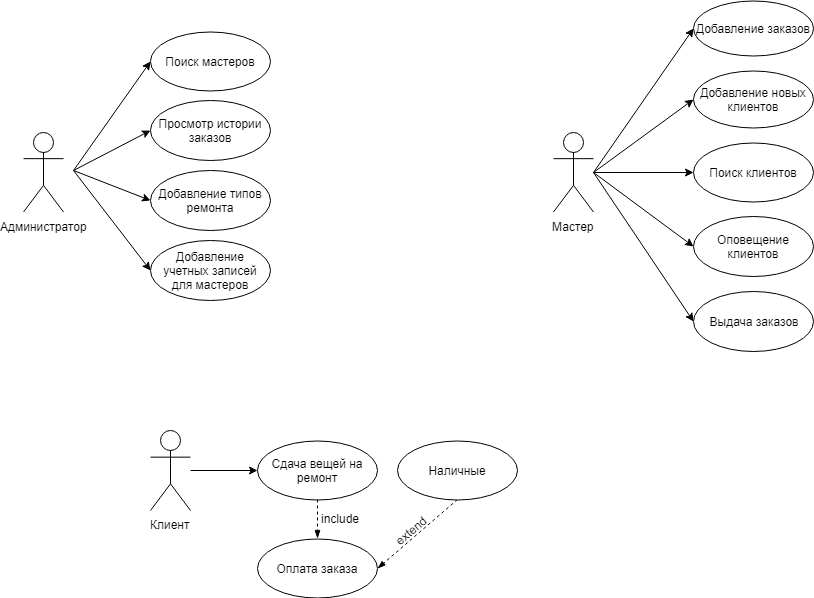 Поиск мастеров
Просмотр истории
заказов
Администратор
Добавление типов
ремонта
Добавление
учетных записей
для мастеров
Добавление заказов
Добавление новых
клиентов
Поиск клиентов
Мастер
Оповещение
клиентов
Выдача заказов
Клиент
Сдача вещей на
ремонт
Наличные
include
extend
Оплата заказа